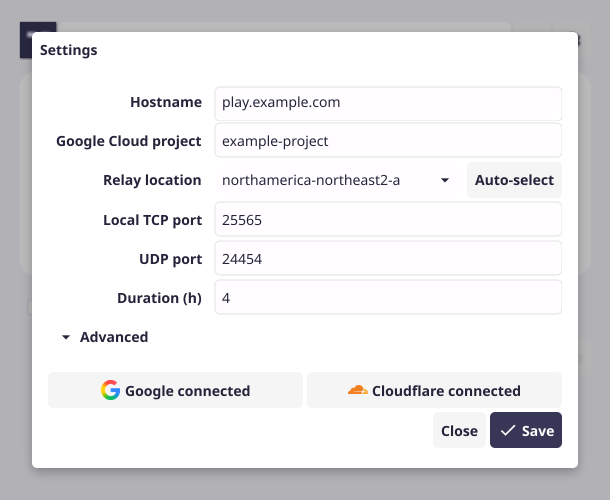 Settings
Hostname play.example.com
Google Cloud project example-project
Relay location northamerica-northeast2-a Auto-select
Local TCP port 25565
UDP port 24454
Duration (h) 4
Advanced
Google connected Cloudflare connected
Close Save